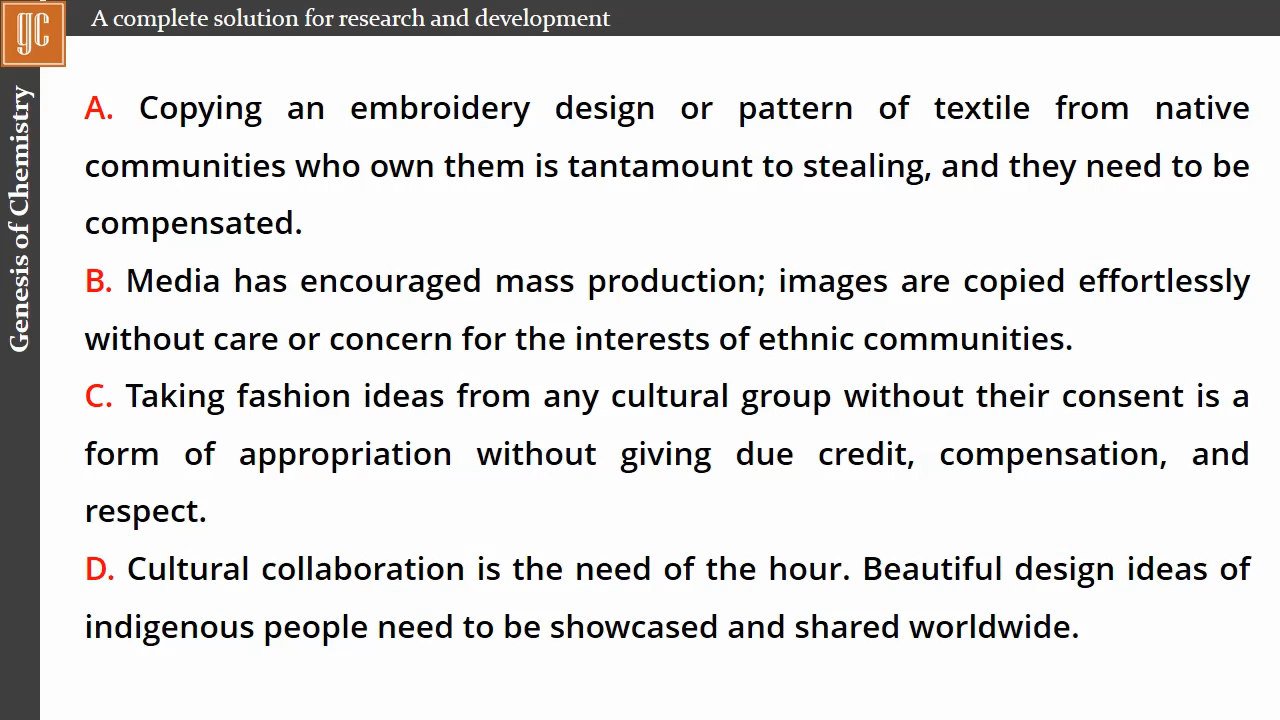 A complete solution for research and development
gc
Genesis of Chemistry
A. Copying an embroidery design or pattern of textile from native
communities who own them is tantamount to stealing, and they need to be
compensated.
B. Media has encouraged mass production; images are copied effortlessly
without care or concern for the interests of ethnic communities.
C. Taking fashion ideas from any cultural group without their consent is a
form of appropriation without giving due credit, compensation, and
respect.
D. Cultural collaboration is the need of the hour. Beautiful design ideas of
indigenous people need to be showcased and shared worldwide.